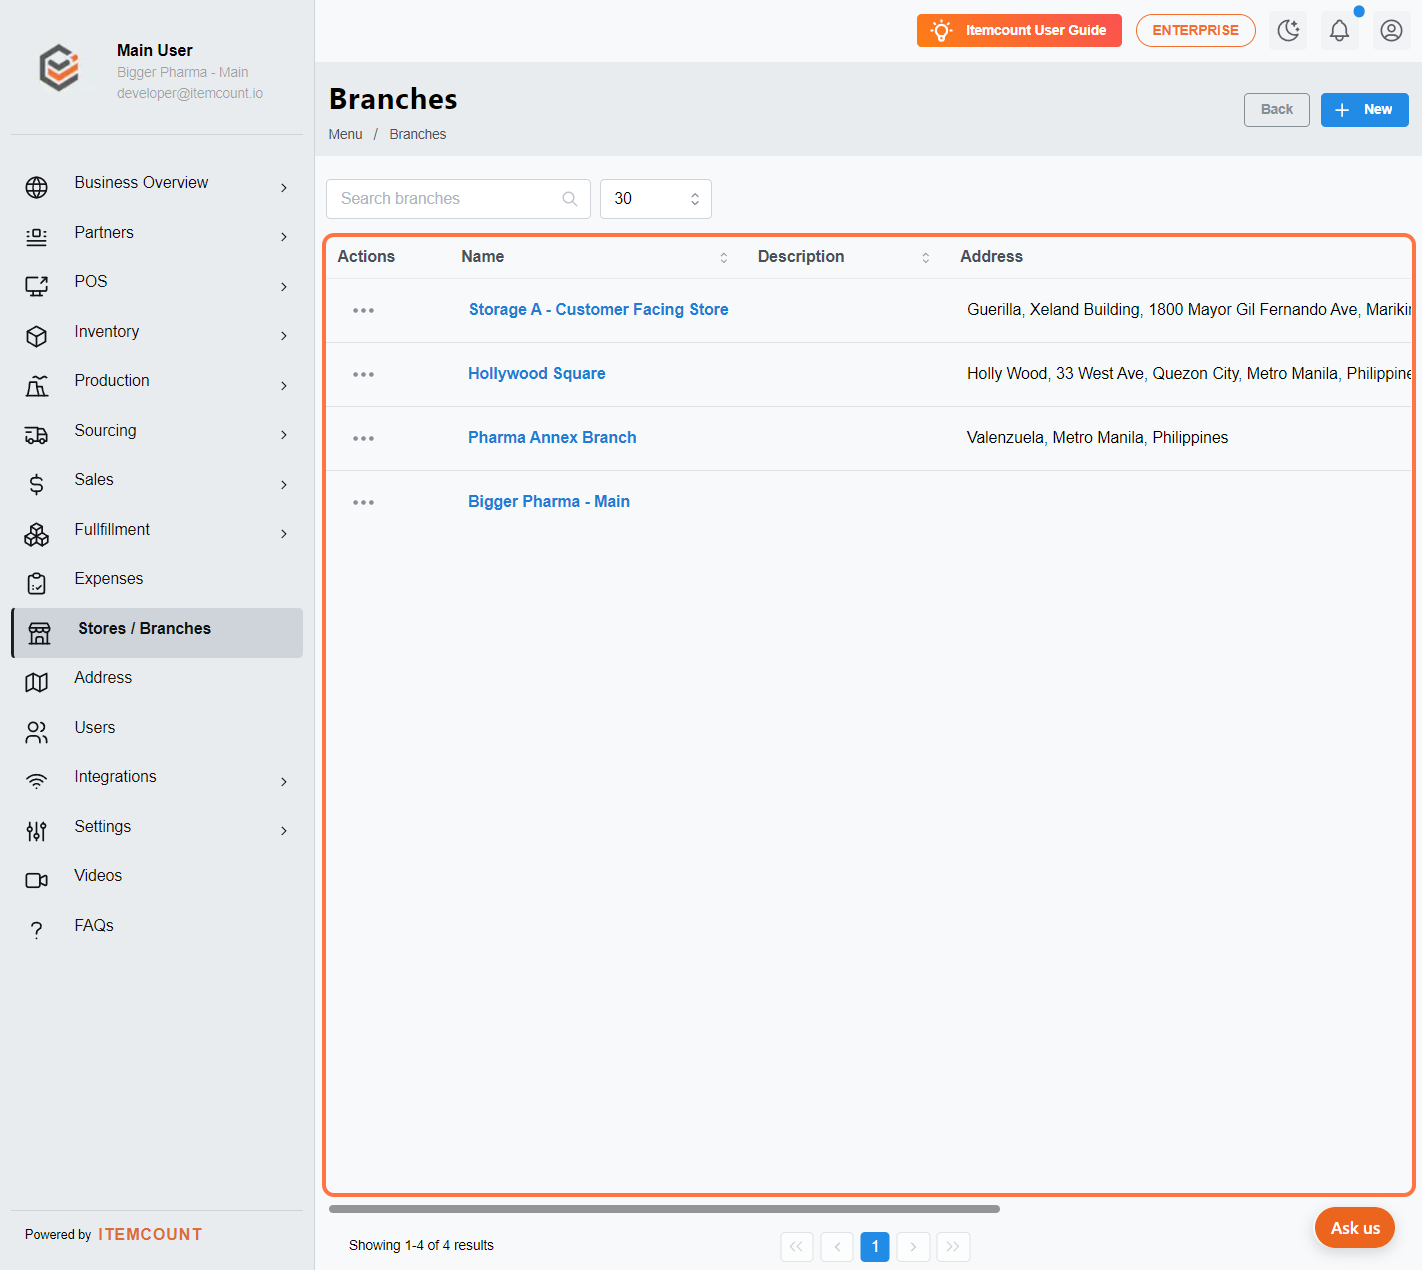 Main User
Bigger Pharma - Main
developer@itemcount.io
Business Overview
Partners
POS
Inventory
Production
Sourcing
Sales
Fullfillment
Expenses
Stores / Branches
Address
Users
Integrations
Settings
Videos
FAQs
Powered by ITEMCOUNT
Itemcount User Guide
ENTERPRISE
Branches
Menu / Branches
Back
New
Search branches
30
Actions Name Description Address
Storage A - Customer Facing Store Guerilla, Xeland Building, 1800 Mayor Gil Fernando Ave,
Hollywood Square Holly Wood, 33 West Ave, Quezon City, Metro Manila,
Pharma Annex Branch Valenzuela, Metro Manila, Philippines
Bigger Pharma - Main
Showing 1-4 of 4 results
1
Ask us